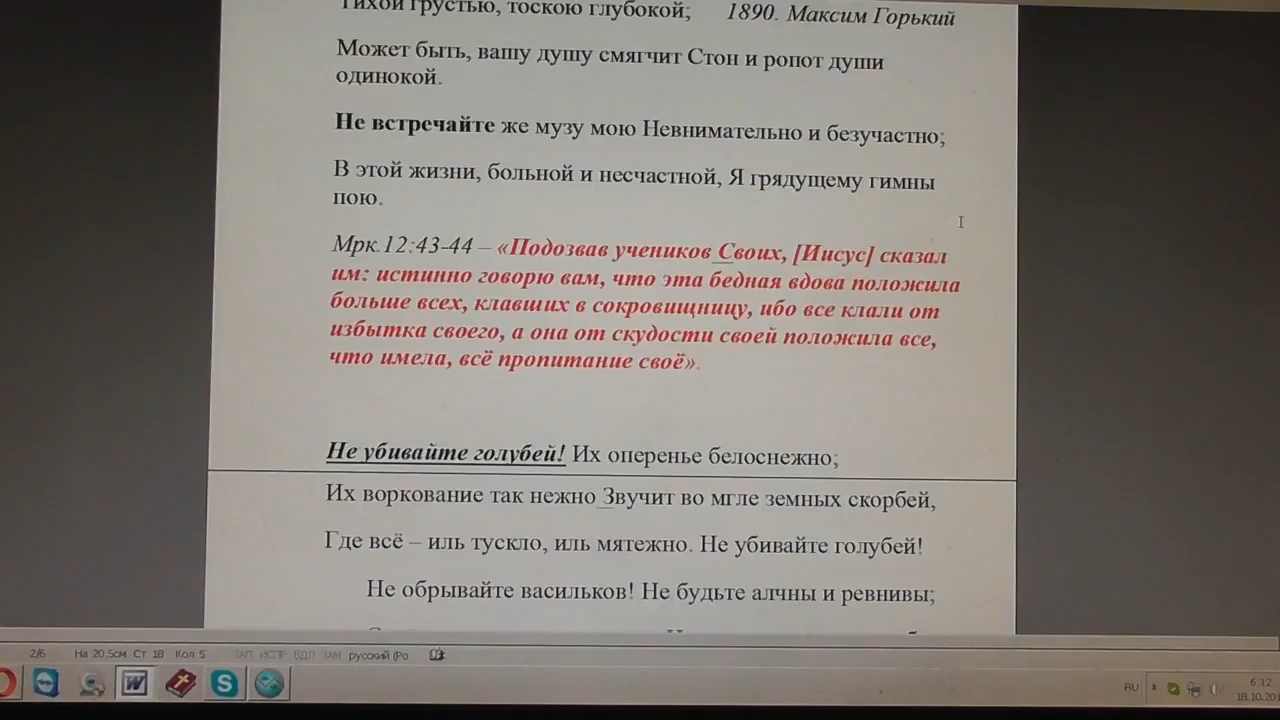 Тихой грустью, тоскою глубокой; 1890. Максим Горький
Может быть, вашу душу смягчит Стон и ропот души
одинокой.
Не встречайте же музу мою Невнимательно и безучастно;
В этой жизни, больной и несчастной, Я грядущему гимны
пою.
Мрк.12:43-44 – «Подозвав учеников Своих, [Иисус] сказал
им: истинно говорю вам, что эта бедная вдова положила
больше всех, клавших в сокровищницу, ибо все клали от
избытка своего, а она от скудости своей положила все,
что имела, всё пропитание своё».
Не убивайте голубей! Их оперенье белоснежно;
Их воркование так нежно Звучит во мгле земных скорбей,
Где всё – иль тускло, иль мятежно. Не убивайте голубей!
Не обрывайте васильков! Не будьте алчны и ревнивы;
2/6 На 20,5см Ст 18 Кол 5 ЗАП ИСПР ВДЛ ЗАМ русский (Ро
RU 6:12
18.10.201